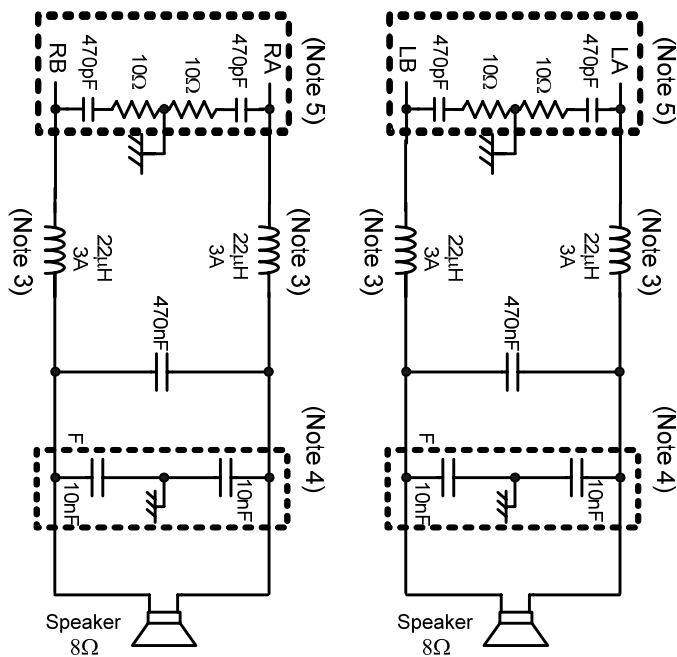 (Note 5)
RB
470pF
10Ω
10Ω
470pF
RA
(Note 3)
22μH
3A
(Note 3)
22μH
3A
470nF
(Note 4)
F
10nF
10nF
Speaker
8Ω
(Note 5)
LB
470pF
10Ω
10Ω
470pF
LA
(Note 3)
22μH
3A
(Note 3)
22μH
3A
470nF
(Note 4)
F
10nF
10nF
Speaker
8Ω